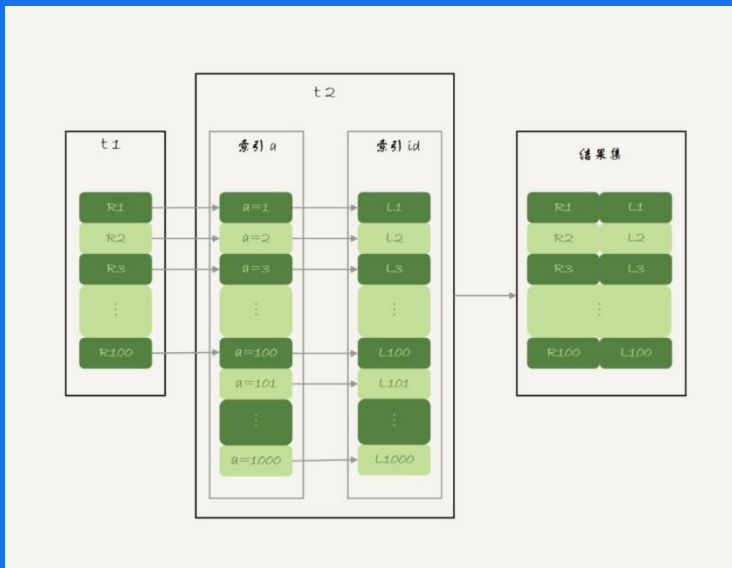 t2
t1
索引 a
索引 id
结果集
R1
a=1
L1
R1
L1
R2
a=2
L2
R2
L2
R3
a=3
L3
R3
L3
⋮
⋮
⋮
⋮
R100
a=100
L100
R100
L100
a=101
L101
⋮
⋮
a=1000
L1000